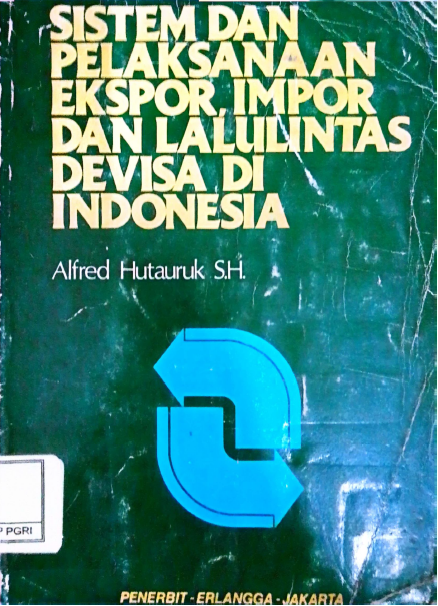 SISTEM DAN
PELAKSANAAN
EKSPOR, IMPOR
DAN LALULINTAS
DEVISA DI
INDONESIA
Alfred Hutauruk S.H.
P PGRI
PENERBIT - ERLANGGA - JAKARTA